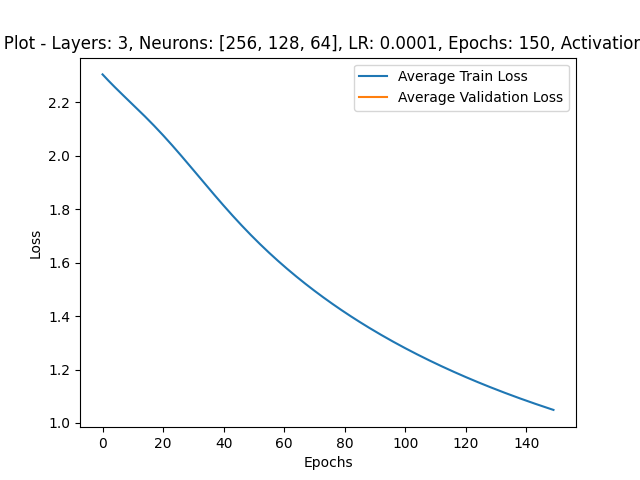 Plot - Layers: 3, Neurons: [256, 128, 64], LR: 0.0001, Epochs: 150, Activation
Average Train Loss
Average Validation Loss
2.2
2.0
1.8
1.6
1.4
1.2
1.0
Loss
0 20 40 60 80 100 120 140
Epochs